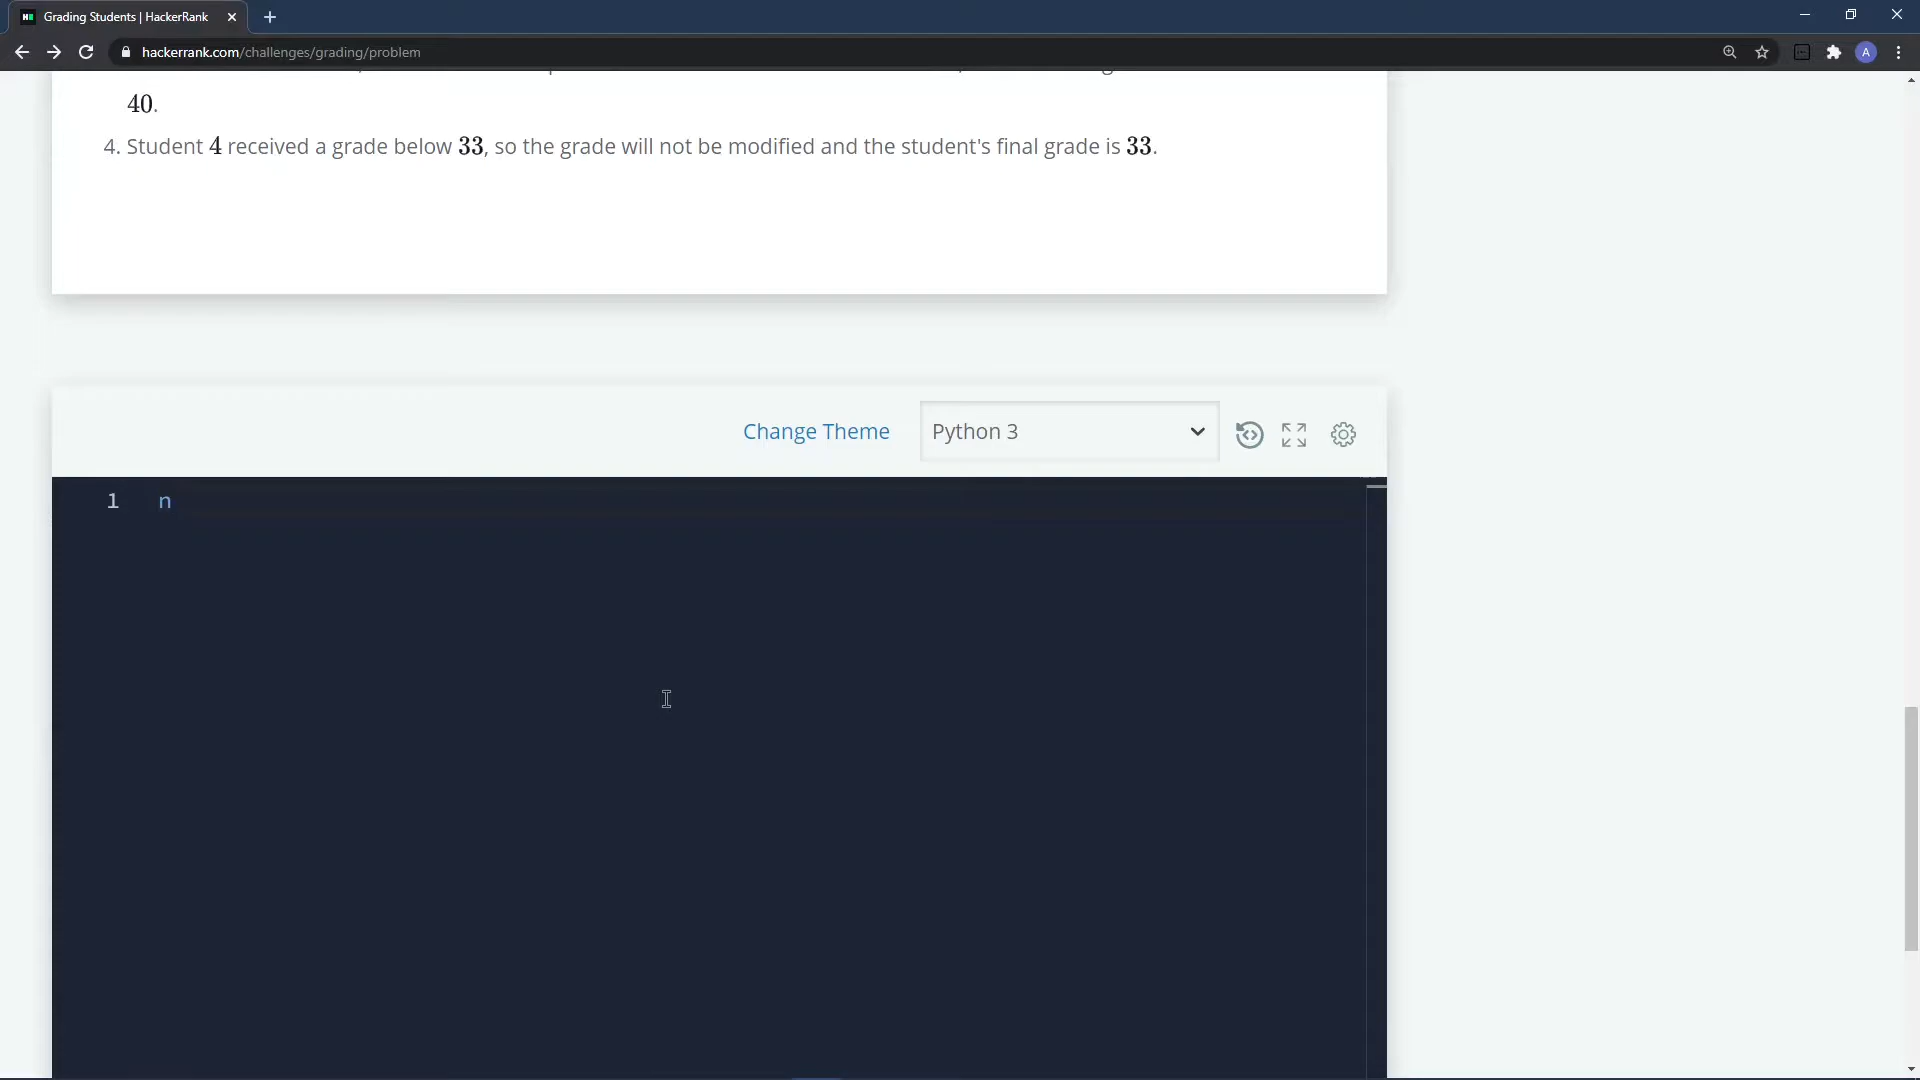 Grading Students | HackerRank
hackerrank.com/challenges/grading/problem
A
40.
4. Student 4 received a grade below 33, so the grade will not be modified and the student's final grade is 33.
Change Theme
Python 3
1 n